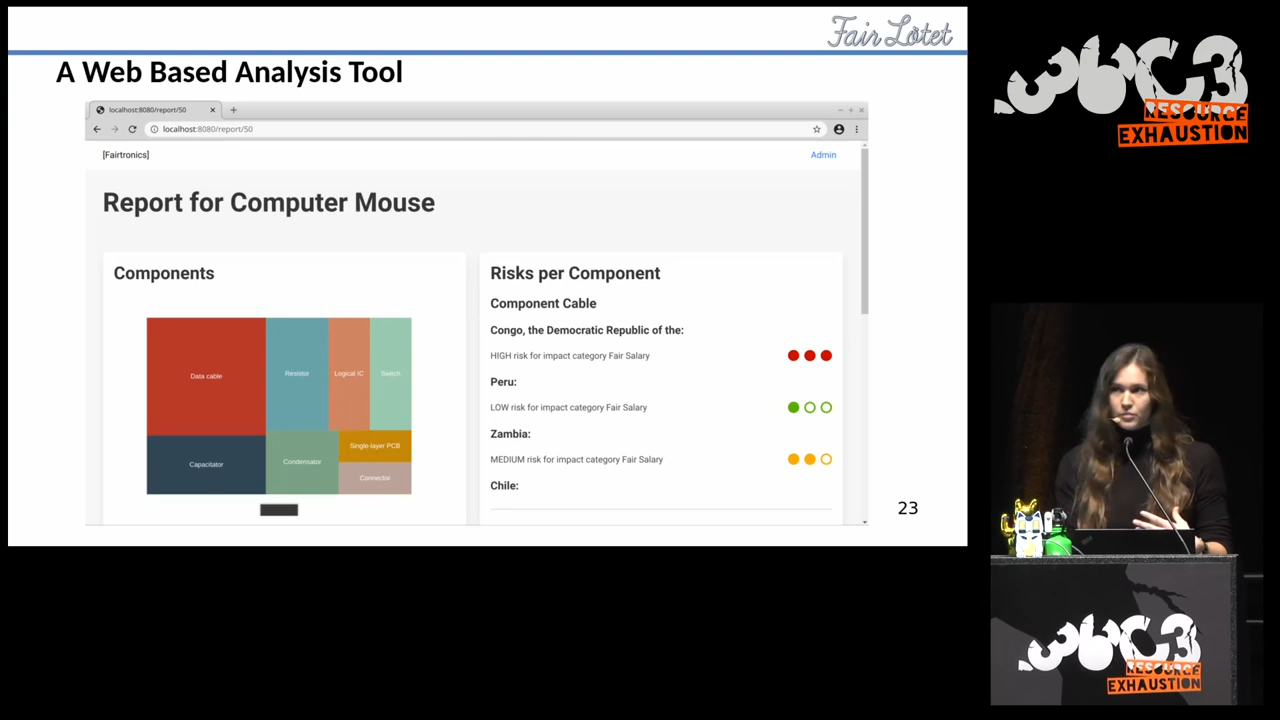 Fair Lötet
A Web Based Analysis Tool
localhost:8080/report/50
localhost:8080/report/50
[Fairtronics]
Admin
Report for Computer Mouse
Components
Data cable
Resistor
Logical IC
Switch
Capacitator
Condensator
Single-layer PCB
Connector
Risks per Component
Component Cable
Congo, the Democratic Republic of the:
HIGH risk for impact category Fair Salary
Peru:
LOW risk for impact category Fair Salary
Zambia:
MEDIUM risk for impact category Fair Salary
Chile:
23
36C3
RESOURCE
EXHAUSTION
36C3
RESOURCE
EXHAUSTION